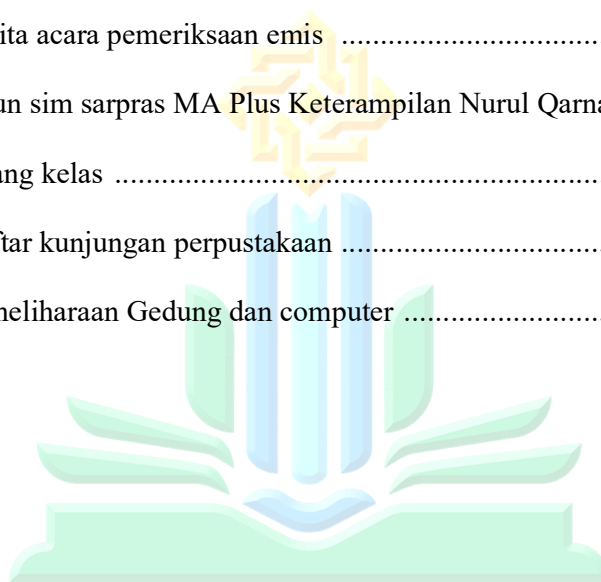 ita acara pemeriksaan emis ................................
un sim sarpras MA Plus Keterampilan Nurul Qarna
ang kelas ............................................................
tar kunjungan perpustakaan ................................
neliharaan Gedung dan computer ........................